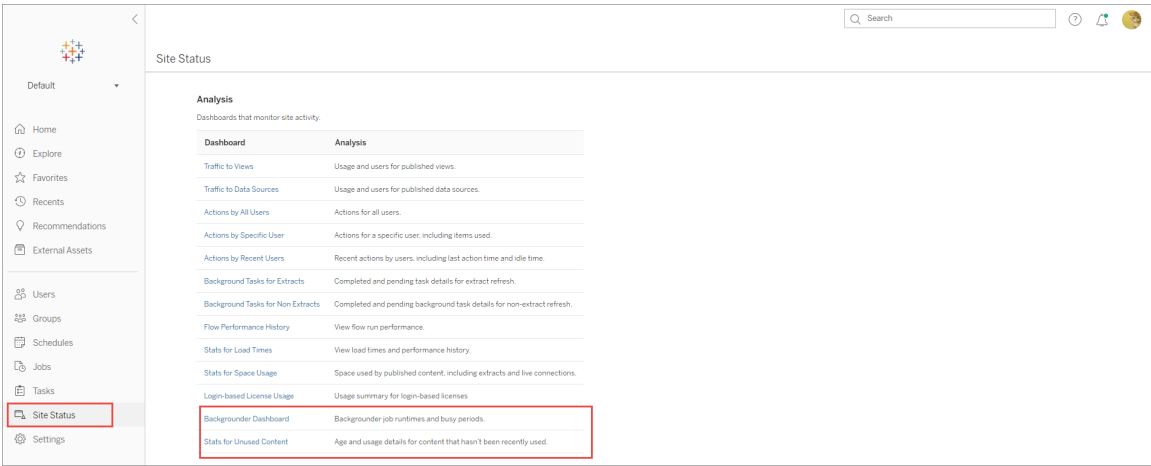 Search
Site Status
Default
Home
Explore
Favorites
Recents
Recommendations
External Assets
Users
Groups
Schedules
Jobs
Tasks
Site Status
Settings
Analysis
Dashboards that monitor site activity.
Dashboard Analysis
Traffic to Views Usage and users for published views.
Traffic to Data Sources Usage and users for published data sources.
Actions by All Users Actions for all users.
Actions by Specific User Actions for a specific user, including items used.
Actions by Recent Users Recent actions by users, including last action time and idle time.
Background Tasks for Extracts Completed and pending task details for extract refresh.
Background Tasks for Non Extracts Completed and pending background task details for non-extract refresh.
Flow Performance History View flow run performance.
Stats for Load Times View load times and performance history.
Stats for Space Usage Space used by published content, including extracts and live connections.
Login-based License Usage Usage summary for login-based licenses
Backgrounder Dashboard Backgrounder job runtimes and busy periods.
Stats for Unused Content Age and usage details for content that hasn't been recently used.